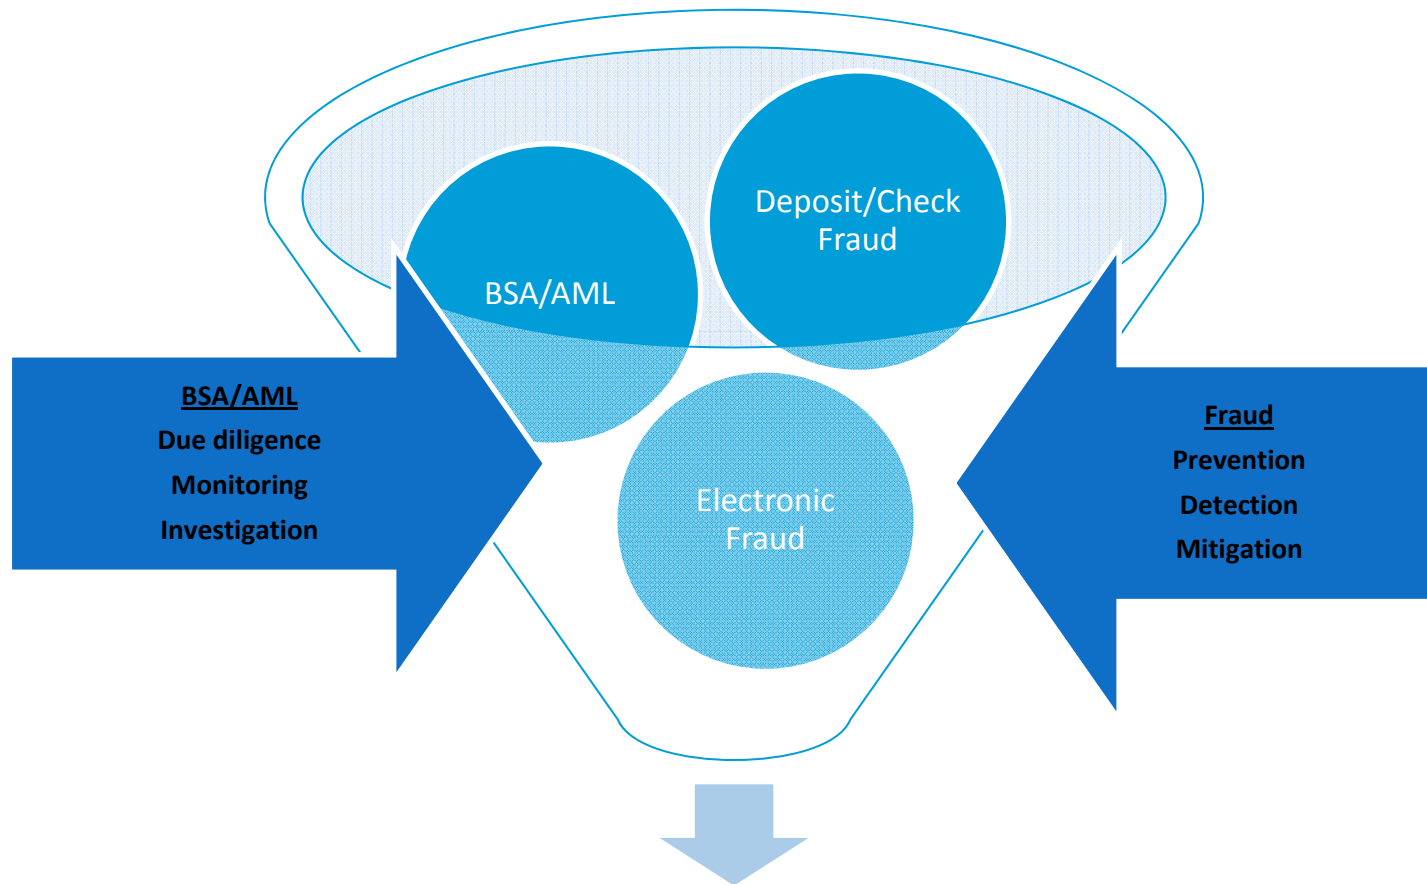 Deposit/Check
Fraud
BSA/AML
Electronic
Fraud
BSA/AML
Due diligence
Monitoring
Investigation
Fraud
Prevention
Detection
Mitigation